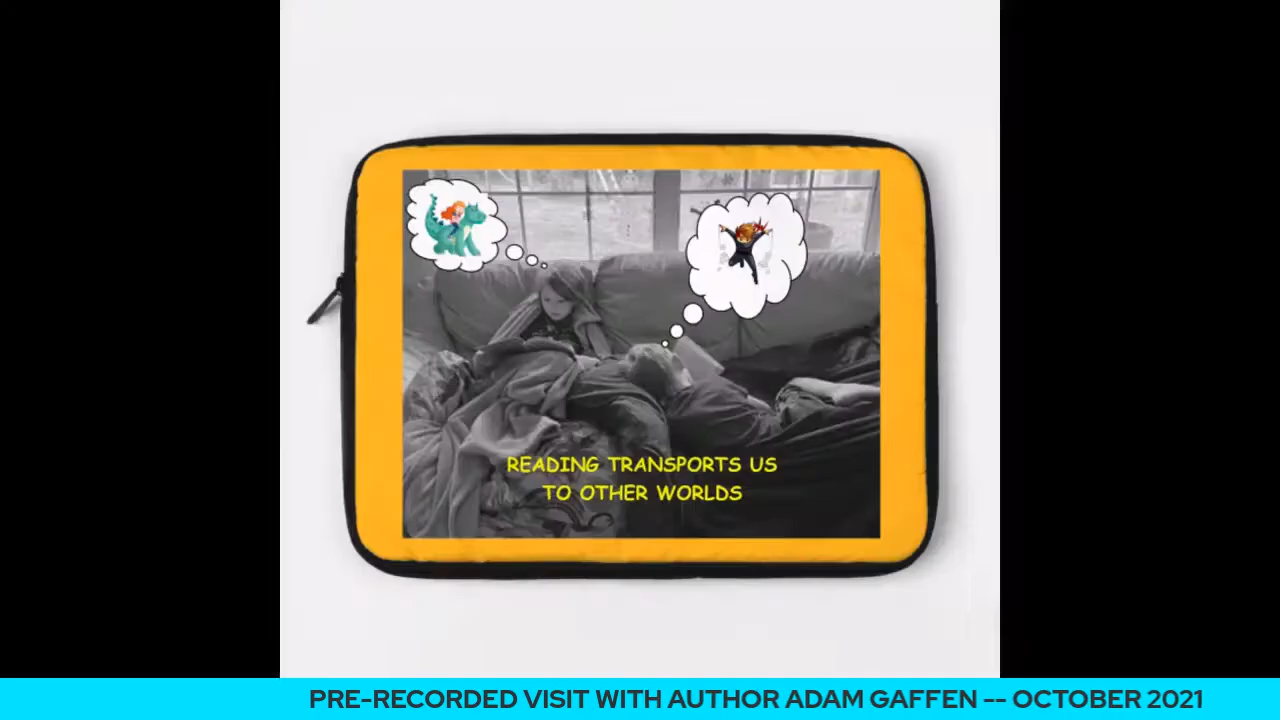 READING TRANSPORTS US
TO OTHER WORLDS
PRE-RECORDED VISIT WITH AUTHOR ADAM GAFFEN -- OCTOBER 2021